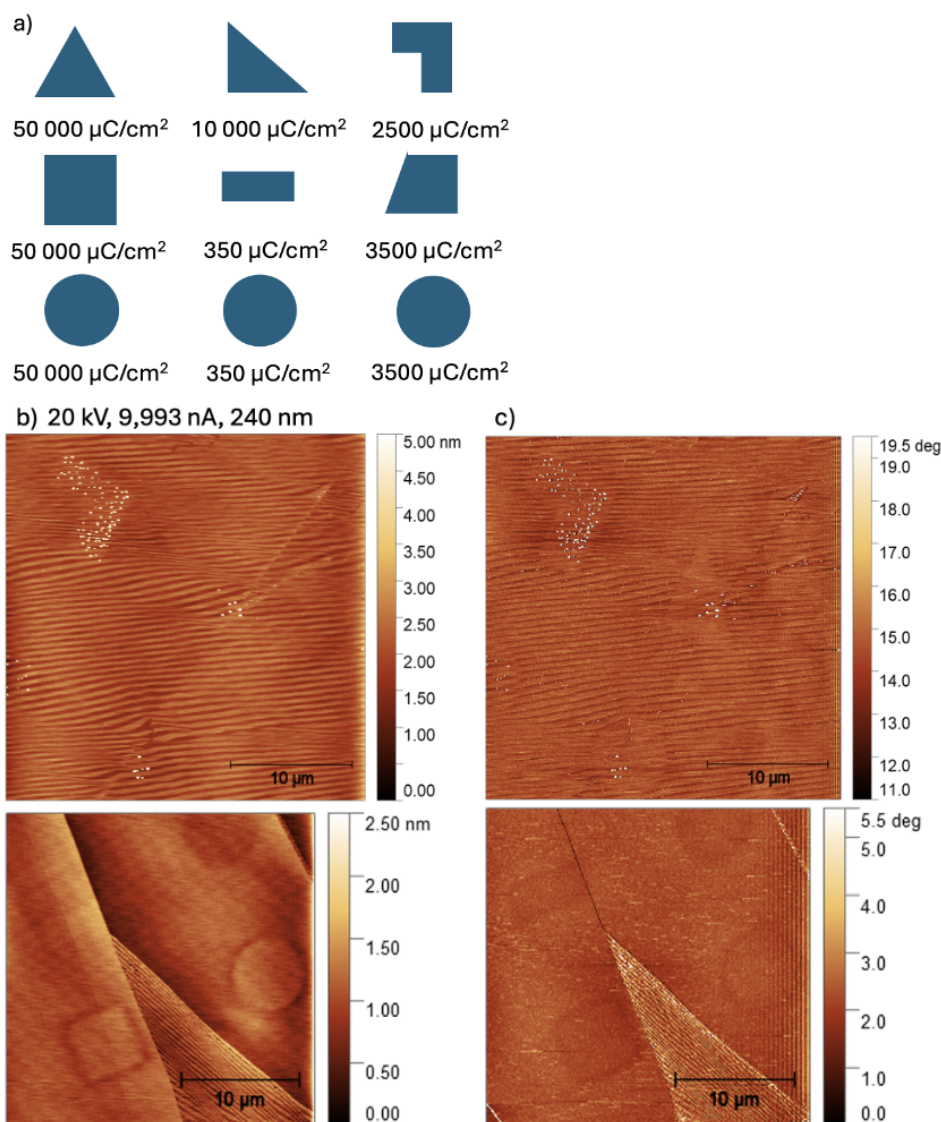 a)
50 000 µC/cm²
10 000 µC/cm²
2500 µC/cm²
50 000 µC/cm²
350 µC/cm²
3500 µC/cm²
50 000 µC/cm²
350 µC/cm²
3500 µC/cm²
b) 20 kV, 9,993 nA, 240 nm
c)
5.00 nm
4.50
4.00
3.50
3.00
2.50
2.00
1.50
1.00
0.00
10 µm
19.5 deg
19.0
18.0
17.0
16.0
15.0
14.0
13.0
12.0
11.0
10 µm
2.50 nm
2.00
1.50
1.00
0.50
0.00
10 µm
5.5 deg
5.0
4.0
3.0
2.0
1.0
0.0
10 µm